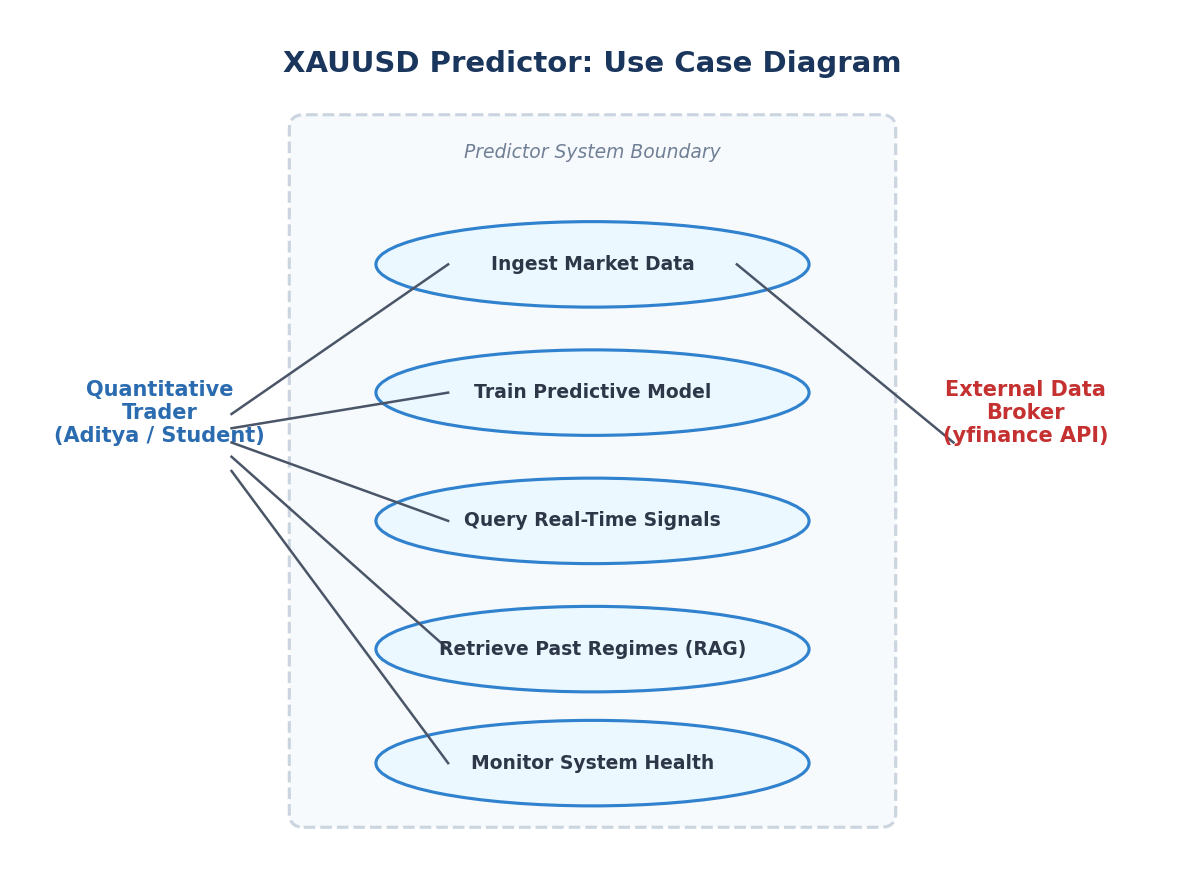 XAUUSD Predictor: Use Case Diagram
Predictor System Boundary
Ingest Market Data
Quantitative
Trader
(Aditya / Student)
Train Predictive Model
External Data
Broker
(yfinance API)
Query Real-Time Signals
Retrieve Past Regimes (RAG)
Monitor System Health